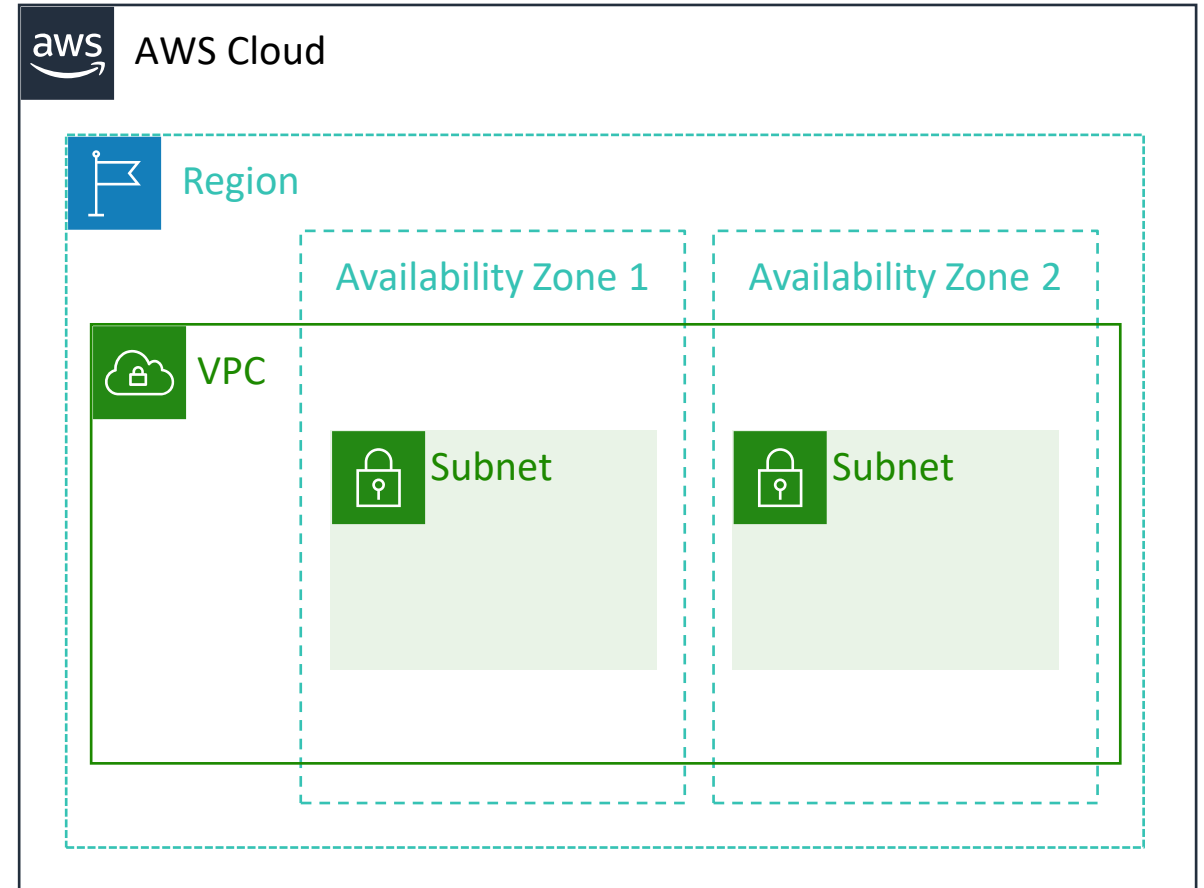 aws
AWS Cloud
Region
Availability Zone 1
Availability Zone 2
VPC
Subnet
Subnet